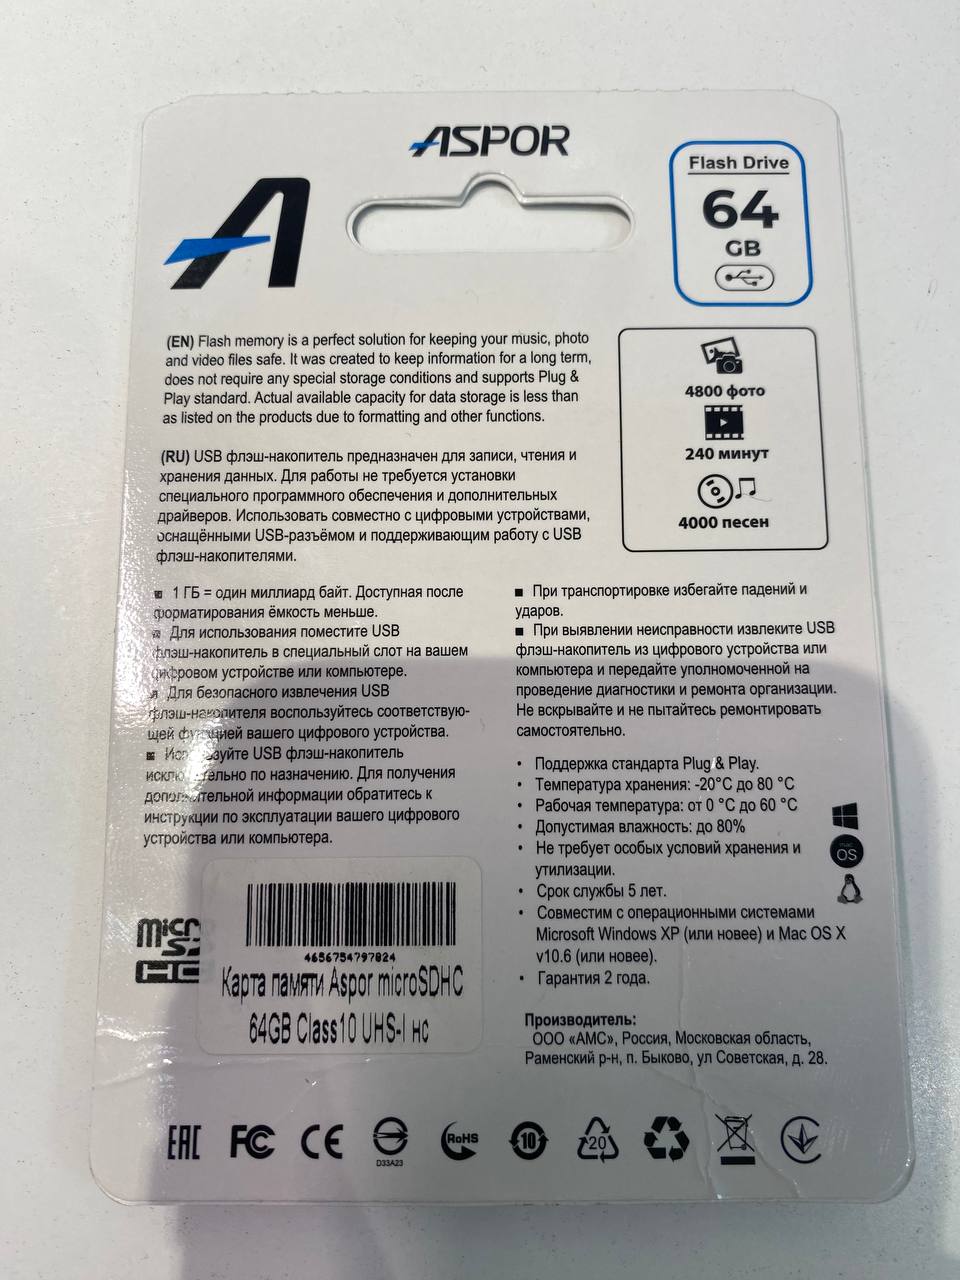 ASPOR
Flash Drive
64
GB
(EN) Flash memory is a perfect solution for keeping your music, photo
and video files safe. It was created to keep information for a long term,
does not require any special storage conditions and supports Plug &
Play standard. Actual available capacity for data storage is less than
as listed on the products due to formatting and other functions.
4800 фото
240 минут
4000 песен
(RU) USB флэш-накопитель предназначен для записи, чтения и
хранения данных. Для работы не требуется установки
специального программного обеспечения и дополнительных
драйверов. Использовать совместно с цифровыми устройствами,
оснащёнными USB-разъёмом и поддерживающим работу с USB
флэш-накопителями.
1 ГБ = один миллиард байт. Доступная после
форматирования ёмкость меньше.
Для использования поместите USB
флэш-накопитель в специальный слот на вашем
цифровом устройстве или компьютере.
Для безопасного извлечения USB
флэш-накопителя воспользуйтесь соответствую-
щей функцией вашего цифрового устройства.
Используйте USB флэш-накопитель
исключительно по назначению. Для получения
дополнительной информации обратитесь к
инструкции по эксплуатации вашего цифрового
устройства или компьютера.
При транспортировке избегайте падений и
ударов.
При выявлении неисправности извлеките USB
флэш-накопитель из цифрового устройства или
компьютера и передайте уполномоченной на
проведение диагностики и ремонта организации.
Не вскрывайте и не пытайтесь ремонтировать
самостоятельно.
• Поддержка стандарта Plug & Play.
• Температура хранения: -20°C до 80 °C
• Рабочая температура: от 0 °C до 60 °C
• Допустимая влажность: до 80%
• Не требует особых условий хранения и
утилизации.
• Срок службы 5 лет.
• Совместим с операционными системами
Microsoft Windows XP (или новее) и Mac OS X
v10.6 (или новее).
• Гарантия 2 года.
mac
OS
Micro
HC
4656754797824
Карта памяти Aspor microSDHC
64GB Class10 UHS-I нс
Производитель:
ООО «АМС», Россия, Московская область,
Раменский р-н, п. Быково, ул Советская, д. 28.
EAC FC CE D33A23 RoHS 10 20